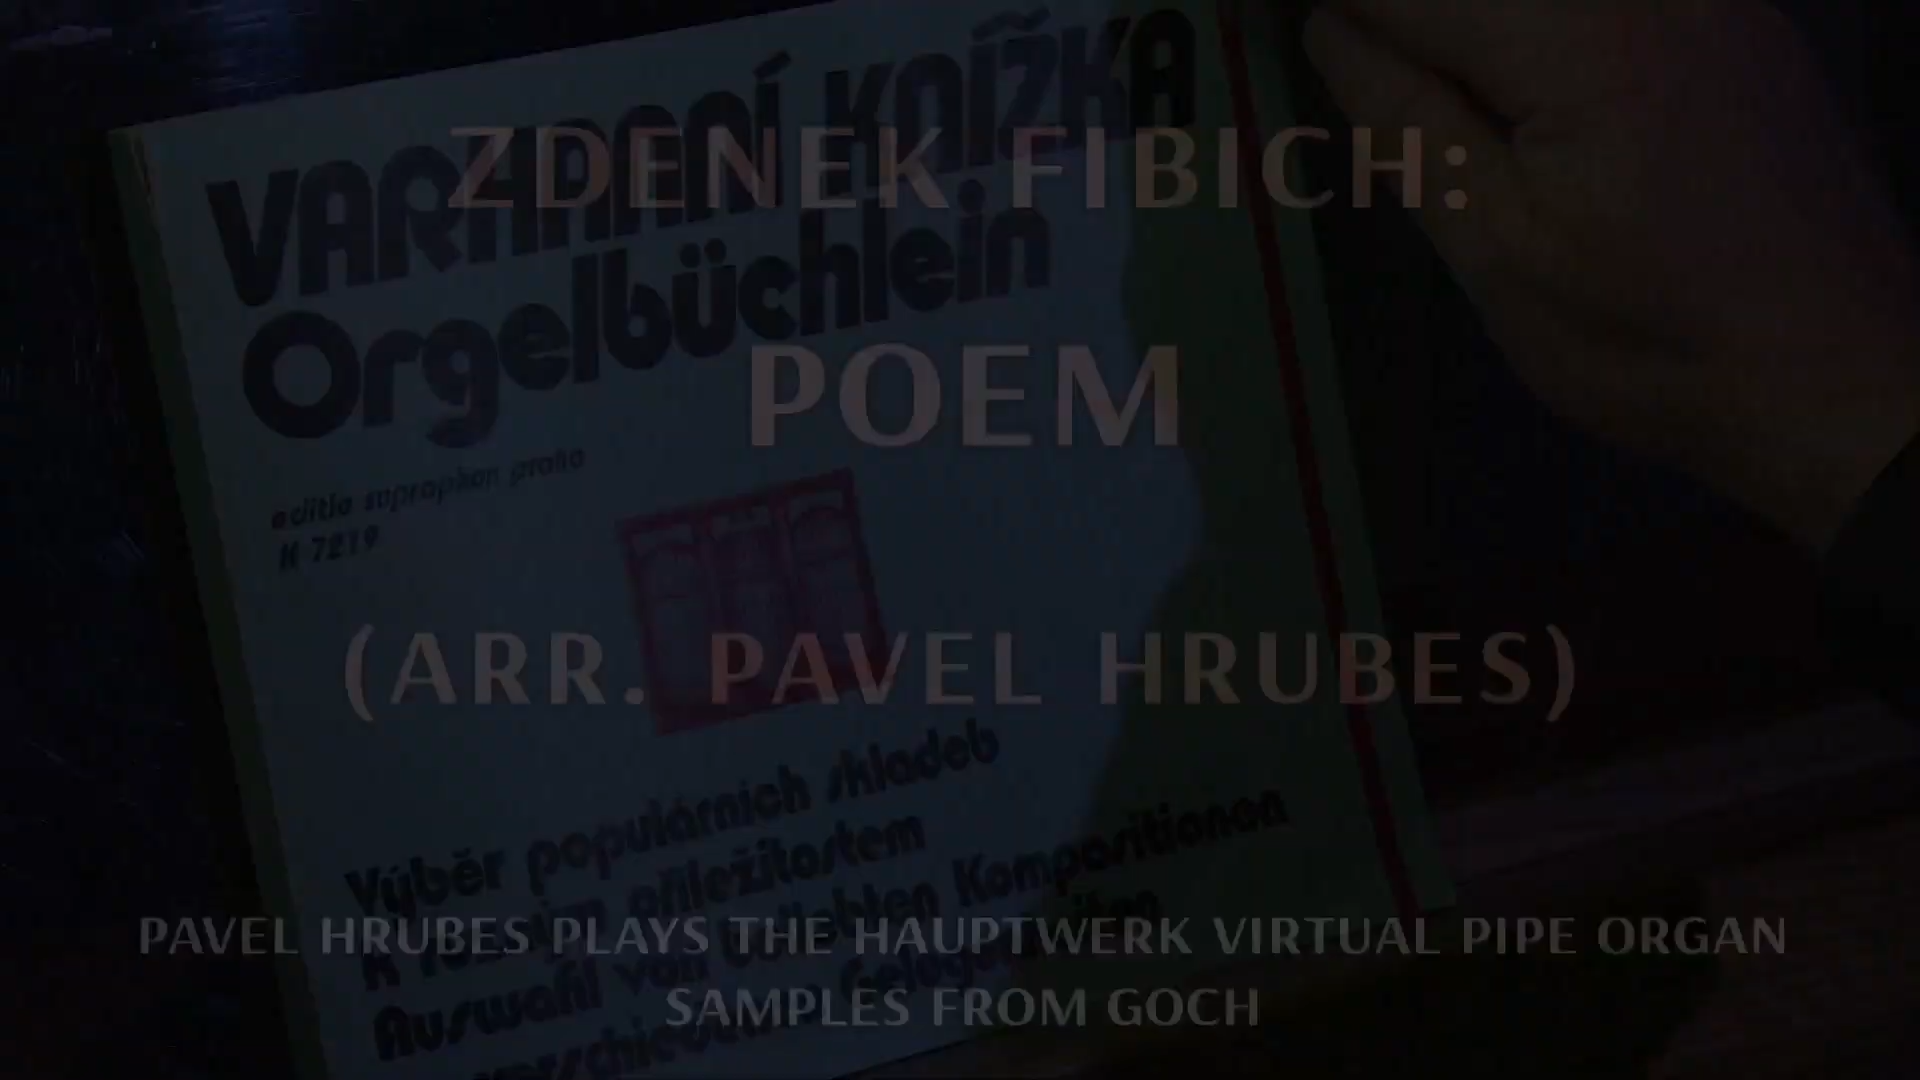 VARHANNÍ KNÍŽKA
Orgelbüchlein
editio supraphon praha
H 7219
Výběr populárních skladeb
k různým příležitostem
Auswahl von beliebten Kompositionen
ZDENEK FIBICH:
POEM
(ARR. PAVEL HRUBES)
PAVEL HRUBES PLAYS THE HAUPTWERK VIRTUAL PIPE ORGAN
SAMPLES FROM GOCH